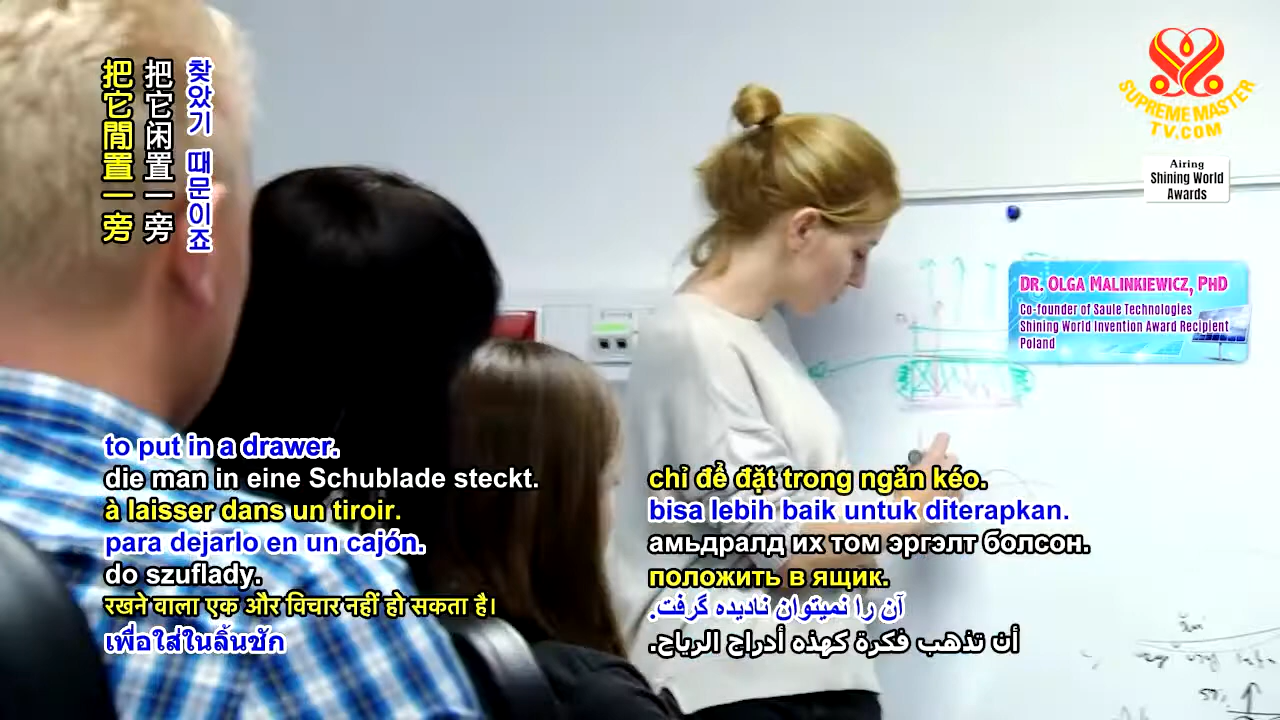 把它閒置一旁
把它闲置一旁
찾았기 때문이죠
SUPREME MASTER
TV.COM
Airing
Shining World
Awards
DR. OLGA MALINKIEWICZ, PHD
Co-founder of Saule Technologies
Shining World Invention Award Recipient
Poland
to put in a drawer.
die man in eine Schublade steckt.
à laisser dans un tiroir.
para dejarlo en un cajón.
do szuflady.
रखने वाला एक और विचार नहीं हो सकता है।
เพื่อใส่ในลิ้นชัก
chỉ để đặt trong ngăn kéo.
bisa lebih baik untuk diterapkan.
амьдралд их том эргэлт болсон.
положить в ящик.
آن را نمیتوان نادیده گرفت.
أن تذهب فكرة كهذه أدراج الرياح.